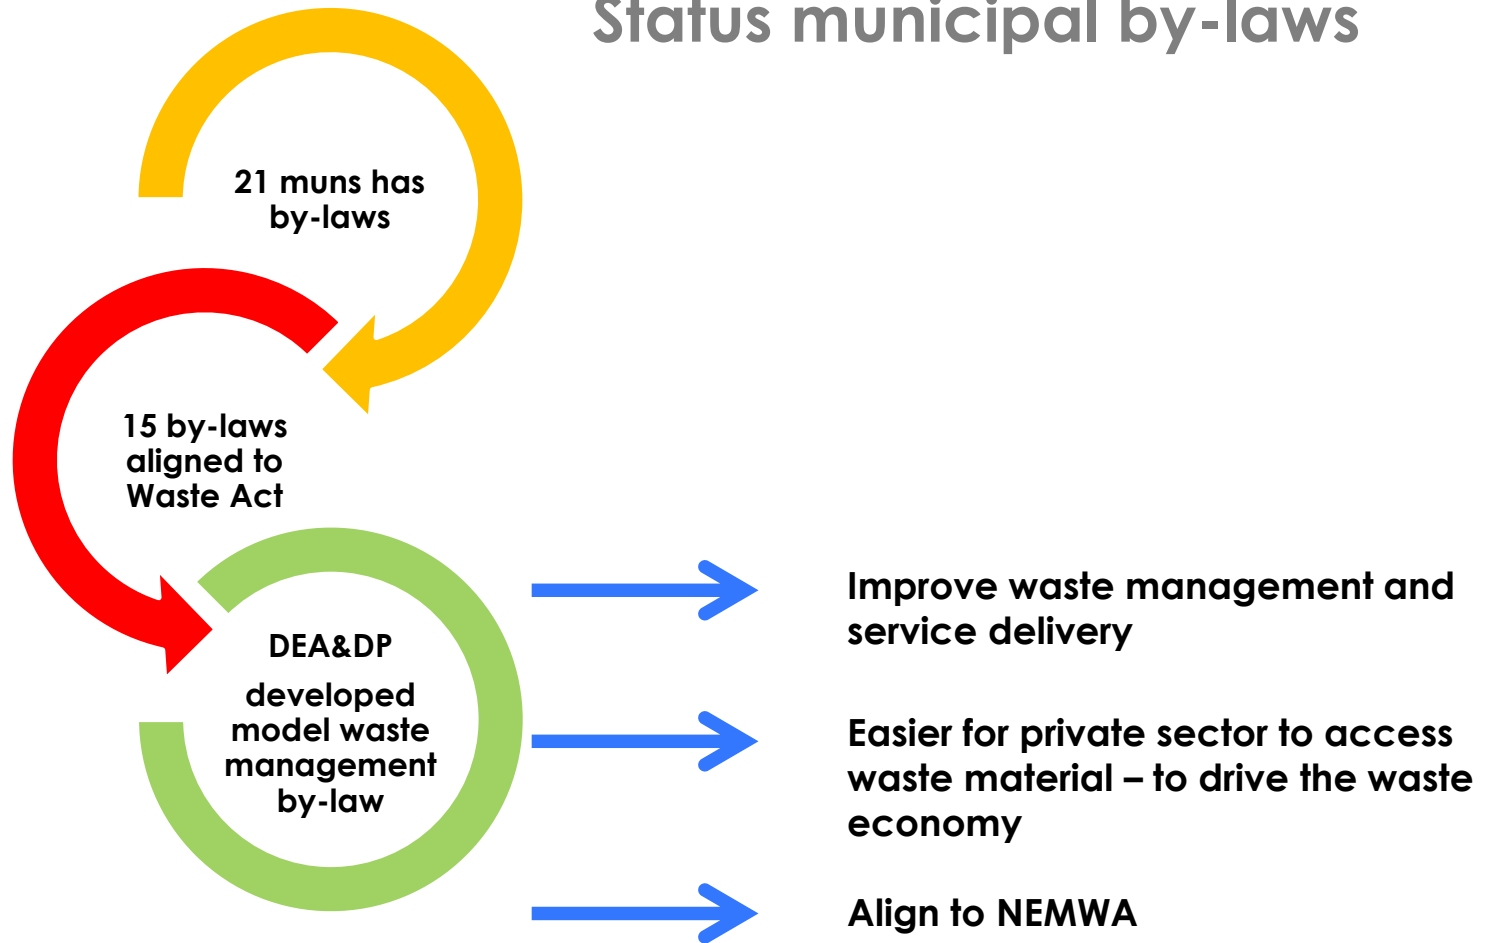 Status municipal by-laws
21 muns has
by-laws
15 by-laws
aligned to
Waste Act
DEA&DP
developed
model waste
management
by-law
Improve waste management and
service delivery
Easier for private sector to access
waste material – to drive the waste
economy
Align to NEMWA